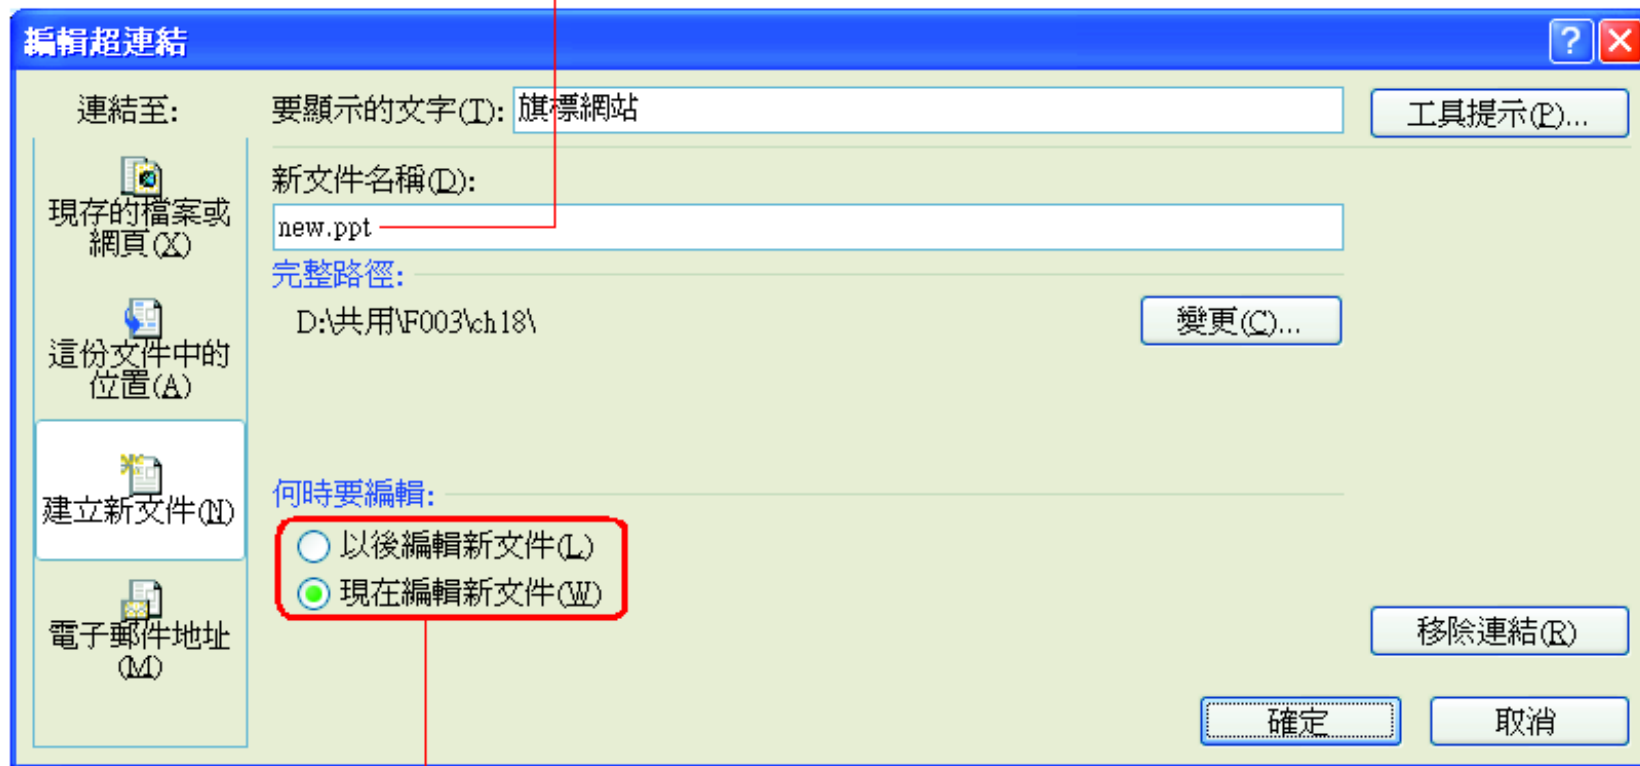 編輯超連結
連結至:
要顯示的文字(T): 旗標網站
工具提示(P)...
現存的檔案或
網頁(X)
新文件名稱(D):
new.ppt
完整路徑:
D:\共用\F003\ch18\
變更(C)...
這份文件中的
位置(A)
建立新文件(N)
何時要編輯:
以後編輯新文件(L)
現在編輯新文件(W)
電子郵件地址
(M)
移除連結(R)
確定
取消